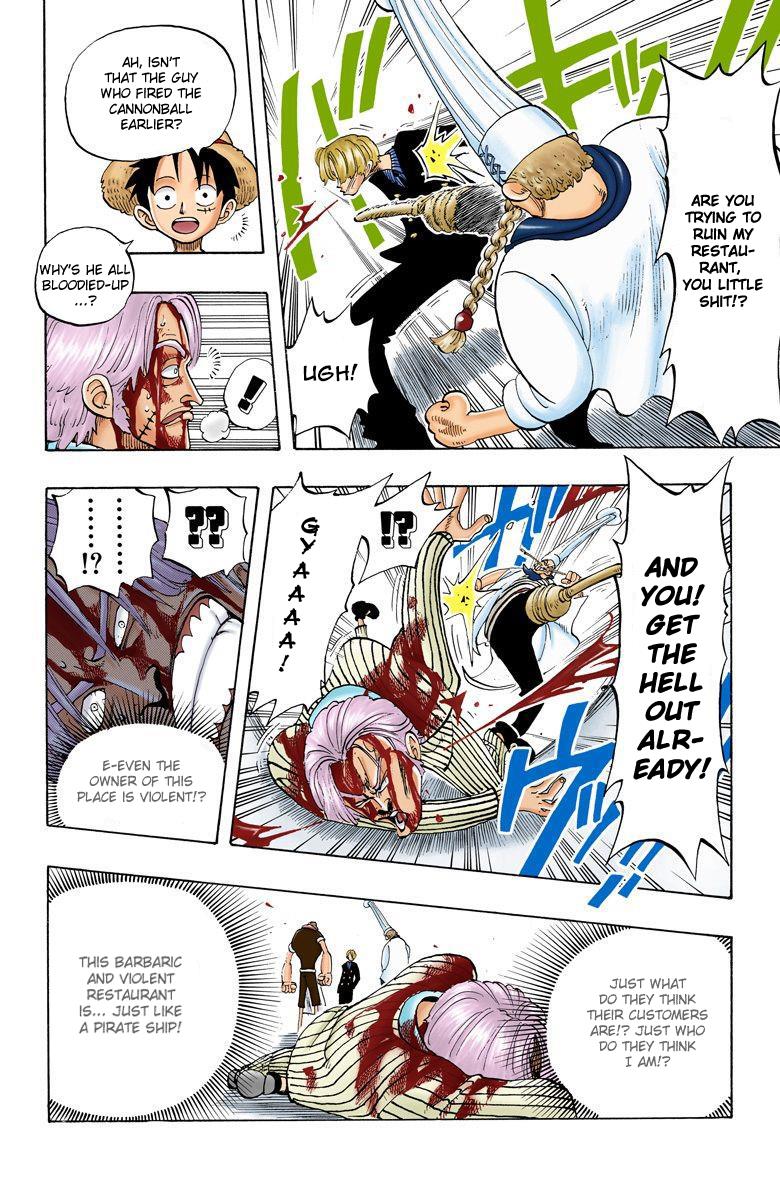 ARE YOU
TRYING TO
RUIN MY
RESTAU-
RANT,
YOU LITTLE
SHIT!?
UGH!
AH, ISN'T
THAT THE GUY
WHO FIRED THE
CANNONBALL
EARLIER?
WHY'S HE ALL
BLOODIED-UP
...?
!
AND
YOU!
GET
THE
HELL
OUT
ALR-
EADY!
!?
GYAAAA!
??
......
......!?
E-EVEN THE
OWNER OF THIS
PLACE IS VIOLENT!?
JUST WHAT
DO THEY THINK
THEIR CUSTOMERS
ARE!? JUST WHO
DO THEY THINK
I AM!?
THIS BARBARIC
AND VIOLENT
RESTAURANT
IS... JUST LIKE
A PIRATE SHIP!